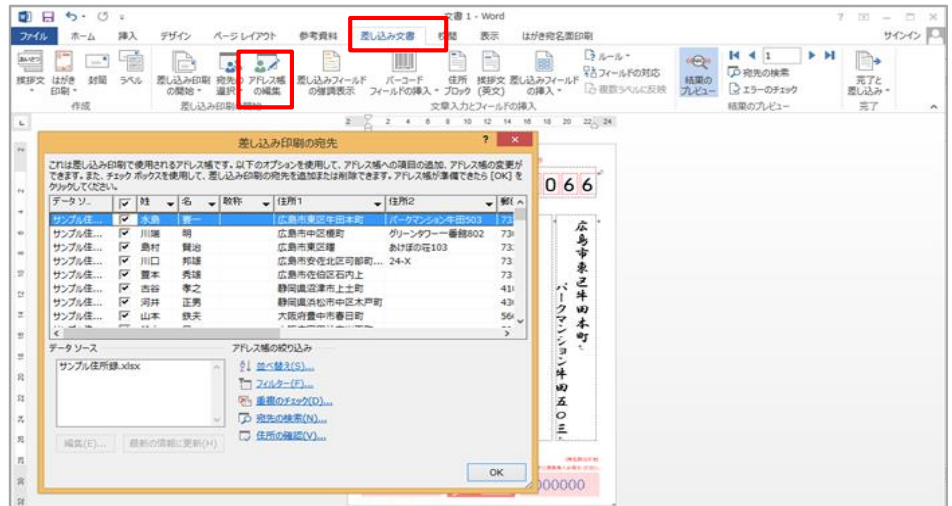 文書 1 - Word
ファイル ホーム 挿入 デザイン ページ レイアウト 参考資料 差し込み文書 校閲 表示 はがき宛名面印刷 サインイン
挨拶文 はがき印刷 封筒 ラベル 差し込み印刷の開始 宛先の選択 アドレス帳の編集 差し込みフィールドの強調表示 バーコードフィールドの挿入 住所ブロック 挨拶文(英文) 差し込みフィールドの挿入 ルール フィールドの対応 複数ラベルに反映 結果のプレビュー 1 宛先の検索 エラーのチェック 完了と差し込み
作成 差し込み印刷の開始 文章入力とフィールドの挿入 結果のプレビュー 完了
2 2 4 6 8 10 12 14 16 18 20 22 24
差し込み印刷の宛先
これは差し込み印刷で使用されるアドレス帳です。以下のオプションを使用して、アドレス帳への項目の追加、アドレス帳の変更が
できます。また、チェック ボックスを使用して、差し込み印刷の宛先を追加または削除できます。アドレス帳が準備できたら [OK] を
クリックしてください。
データ ソ... 姓 名 敬称 住所1 住所2
サンプル住... 水島 広島市東区牛田本町 パークマンション牛田503
サンプル住... 川端 明 広島市中区榎町 グリーンタワー一番館802
サンプル住... 島村 賢治 広島市東区曙 あけぼの荘103
サンプル住... 川口 邦雄 広島市安佐北区可部町... 24-X
サンプル住... 豊本 秀雄 広島市佐伯区石内上
サンプル住... 古谷 孝之 静岡県沼津市上土町
サンプル住... 河井 正男 静岡県浜松市中区木戸町
サンプル住... 山本 鉄夫 大阪府豊中市春日町
データ ソース
サンプル住所録.xlsx
編集(E)... 最新の情報に更新(H)
アドレス帳の絞り込み
並べ替え(S)...
フィルター(F)...
重複のチェック(D)...
宛先の検索(N)...
住所の確認(V)...
OK
066
広島市東区牛田本町
パークマンション牛田五〇三
00000